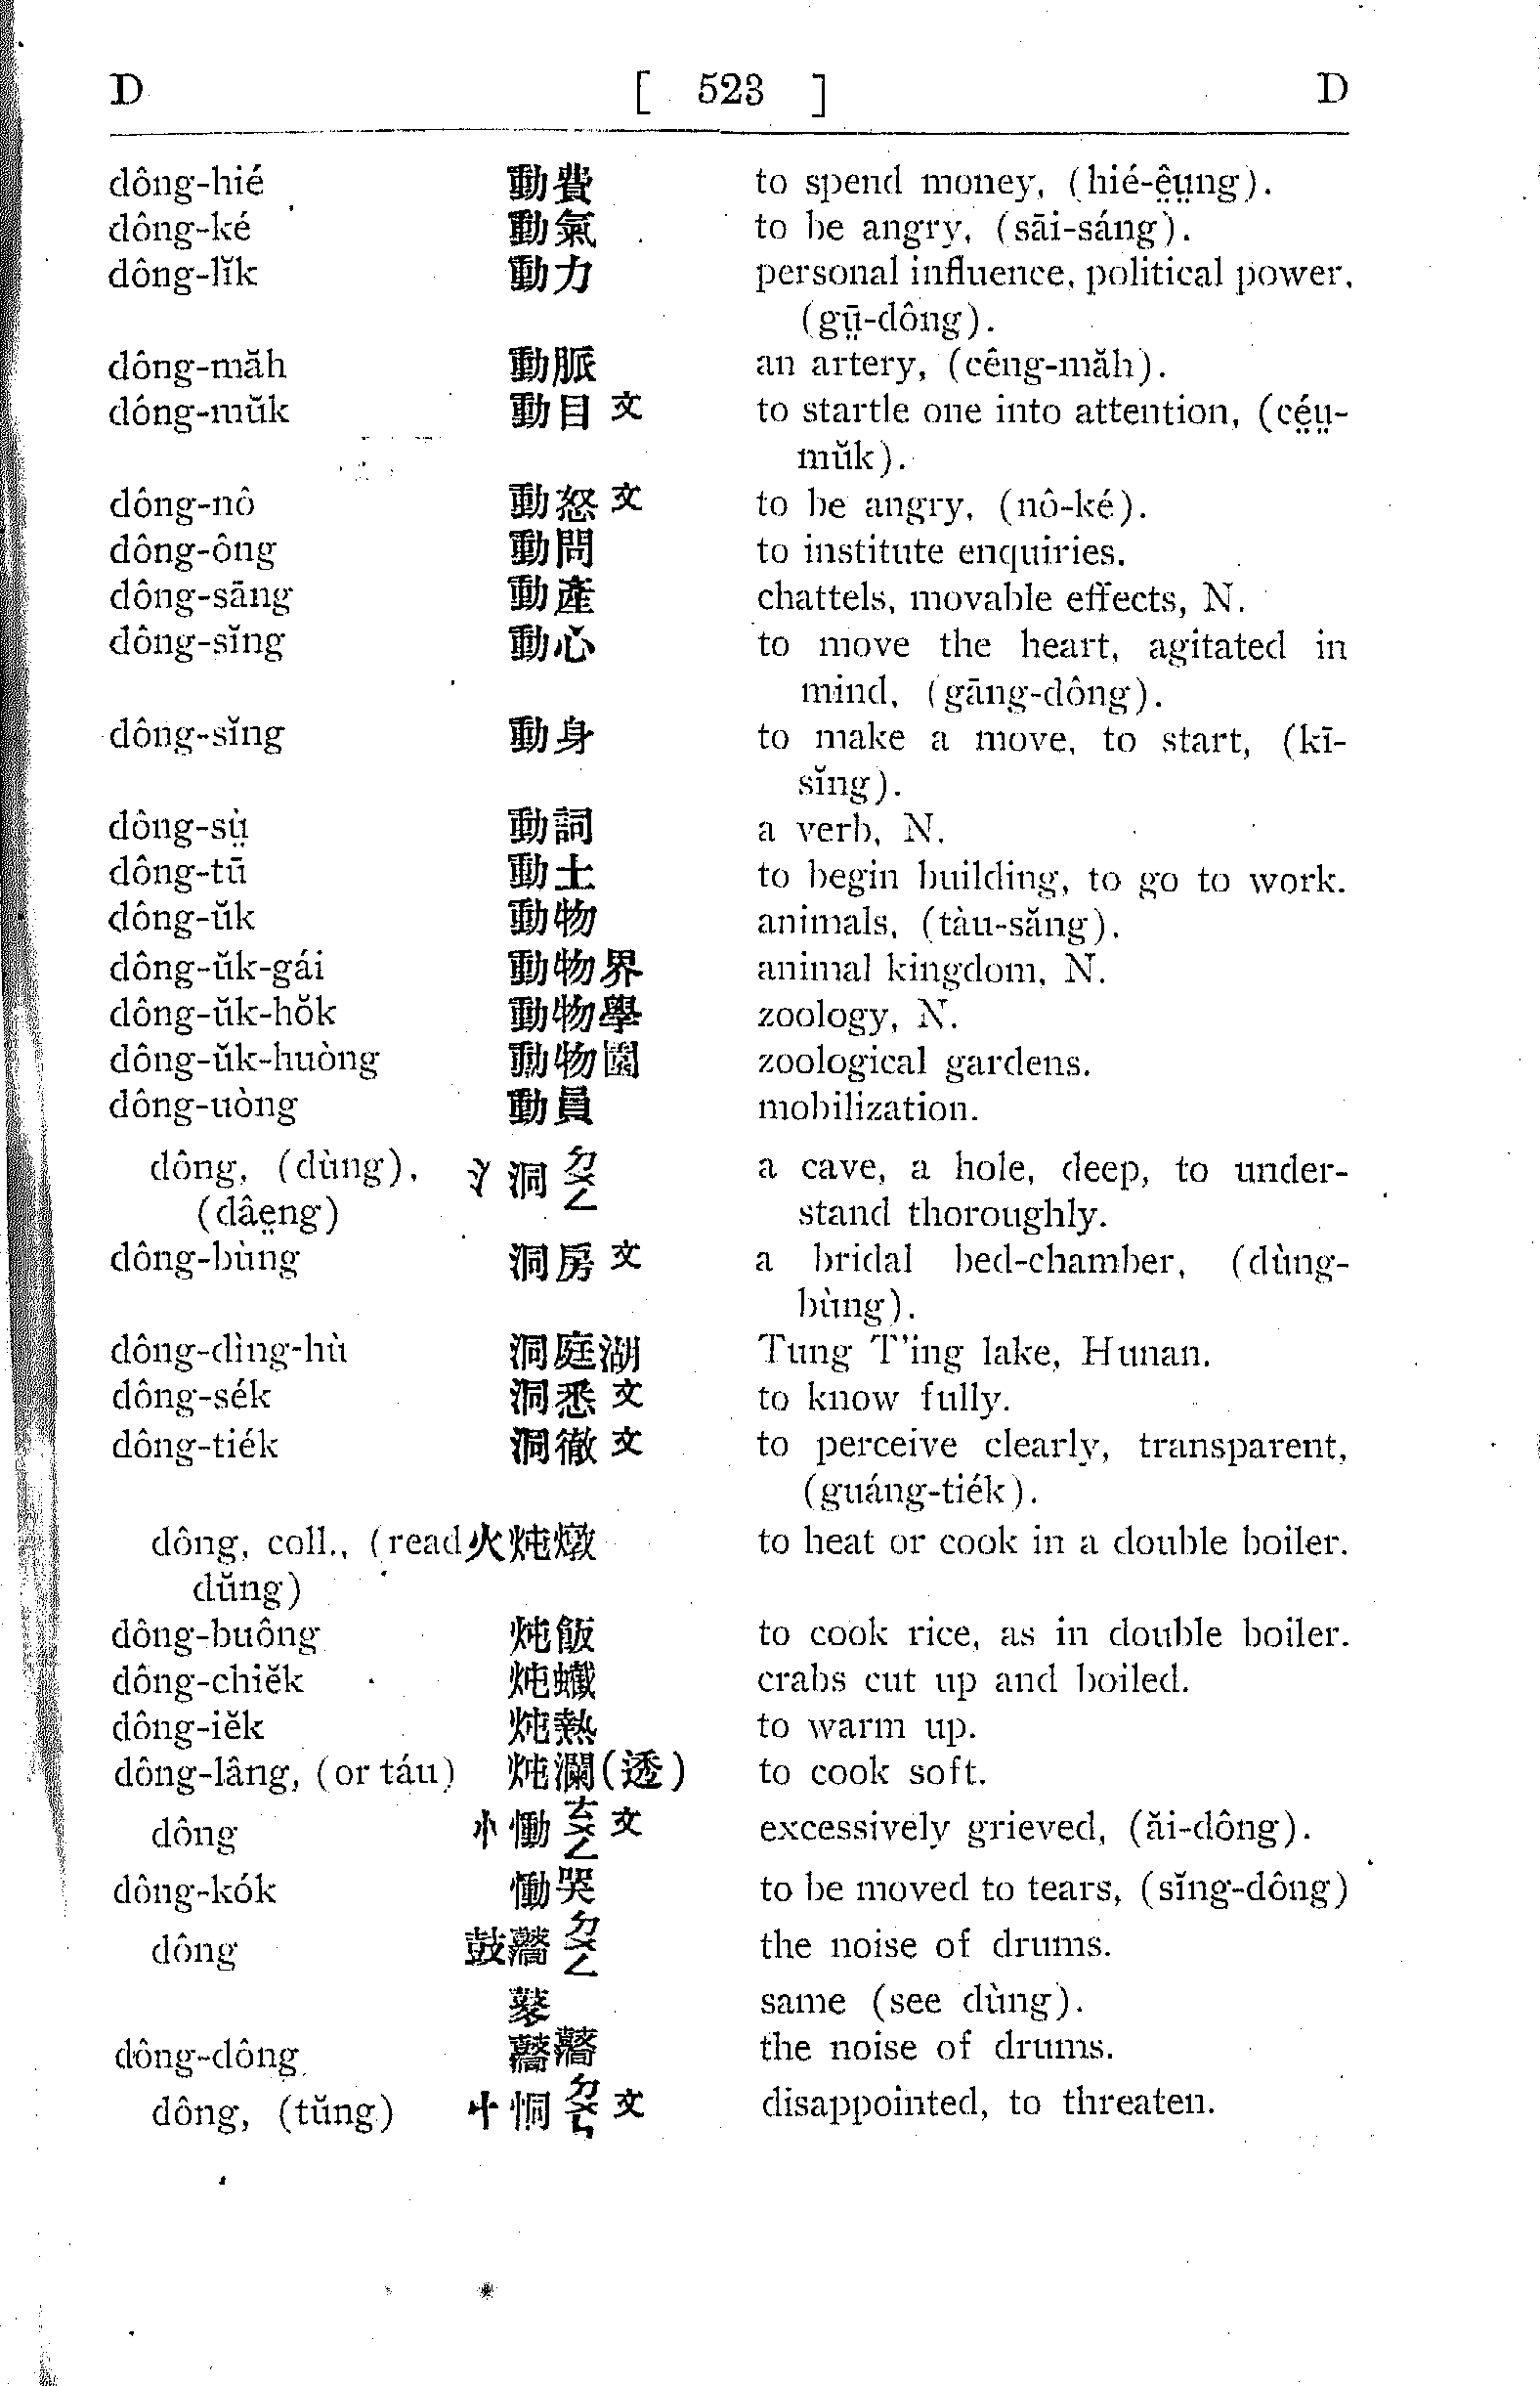 D [ 523 ] D
dông-hié 動費 to spend money, (hié-ê̤ṳng).
dông-ké 動氣 to be angry, (sāi-sáng).
dông-lĭk 動力 personal influence, political power,
(gṳ̄-dông).
dông-măh 動脈 an artery, (cêng-măh).
dóng-mŭk 動目 文 to startle one into attention, (cé̤ṳ-
mŭk).
dông-nô 動怒 文 to be angry, (nô-ké).
dông-ông 動問 to institute enquiries.
dông-sāng 動產 chattels, movable effects, N.
dông-sĭng 動心 to move the heart, agitated in
mind, (gāng-dông).
dông-sĭng 動身 to make a move, to start, (kī-
sĭng).
dông-sṳ̀ 動詞 a verb, N.
dông-tū 動土 to begin building, to go to work.
dông-ŭk 動物 animals, (tàu-săng).
dông-ŭk-gái 動物界 animal kingdom, N.
dông-ŭk-hŏk 動物學 zoology, N.
dông-ŭk-huòng 動物園 zoological gardens.
dông-uòng 動員 mobilization.
dông, (dùng), 氵 洞 ㄉㄨㄥ a cave, a hole, deep, to under-
(dâe̤ng) stand thoroughly.
dông-bùng 洞房 文 a bridal bed-chamber, (dùng-
bùng).
dông-dìng-hù 洞庭湖 Tung T'ing lake, Hunan.
dông-sék 洞悉 文 to know fully.
dông-tiék 洞徹 文 to perceive clearly, transparent,
(guáng-tiék).
dông, coll., (read 火炖燉 to heat or cook in a double boiler.
dŭng)
dông-buông 炖飯 to cook rice, as in double boiler.
dông-chiĕk 炖蠘 crabs cut up and boiled.
dông-iĕk 炖熱 to warm up.
dông-lâng, (or táu) 炖瀾(透) to cook soft.
dông 忄 慟 ㄊㄨㄥ 文 excessively grieved, (ăi-dông).
dông-kók 慟哭 to be moved to tears, (sĭng-dông)
dông 鼓 ㄉㄨㄥ the noise of drums.
same (see dùng).
dông-dông the noise of drums.
dông, (tŭng) 忄 恫 文 disappointed, to threaten.